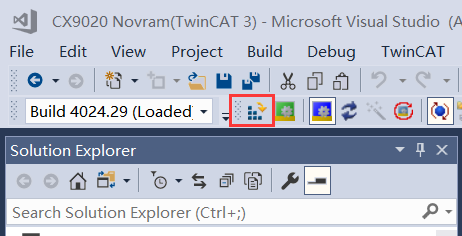 CX9020 Novram(TwinCAT 3) - Microsoft Visual Studio (A
File Edit View Project Build Debug TwinCAT
Build 4024.29 (Loaded)
Solution Explorer
Search Solution Explorer (Ctrl+;)